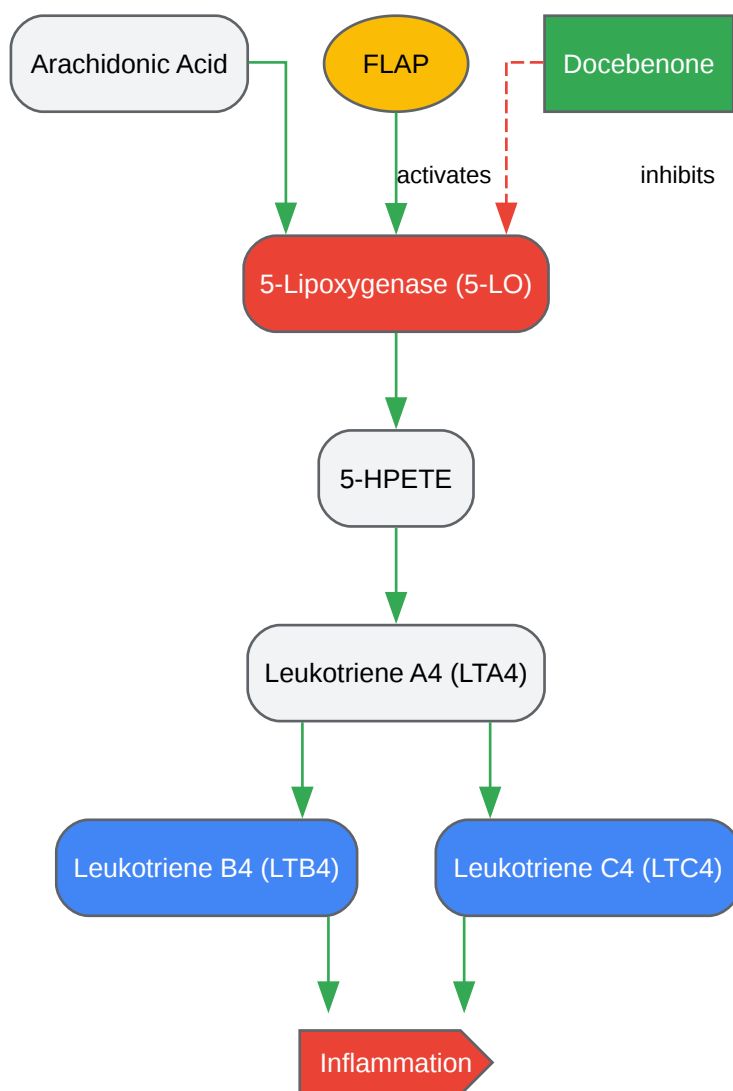 Arachidonic Acid
FLAP
Docebenone
activates
inhibits
5-Lipoxygenase (5-LO)
5-HPETE
Leukotriene A4 (LTA4)
Leukotriene B4 (LTB4)
Leukotriene C4 (LTC4)
Inflammation